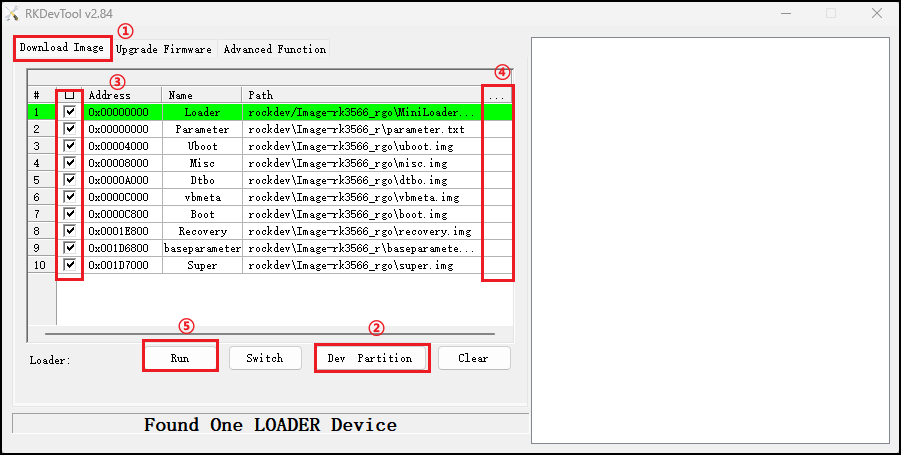 RKDevTool v2.84
①
Download Image Upgrade Firmware Advanced Function
③ ④
# Address Name Path ...
1 0x00000000 Loader rockdev/Image-rk3566_rgo\MiniLoader...
2 0x00000000 Parameter rockdev\Image-rk3566_r\parameter.txt
3 0x00004000 Uboot rockdev\Image-rk3566_rgo\uboot.img
4 0x00008000 Misc rockdev\Image-rk3566_rgo\misc.img
5 0x0000A000 Dtbo rockdev\Image-rk3566_rgo\dtbo.img
6 0x0000C000 vbmeta rockdev\Image-rk3566_rgo\vbmeta.img
7 0x0000C800 Boot rockdev\Image-rk3566_rgo\boot.img
8 0x0001E800 Recovery rockdev\Image-rk3566_rgo\recovery.img
9 0x001D6800 baseparameter rockdev\Image-rk3566_r\baseparamete...
10 0x001D7000 Super rockdev\Image-rk3566_rgo\super.img
⑤ ②
Loader: Run Switch Dev Partition Clear
Found One LOADER Device